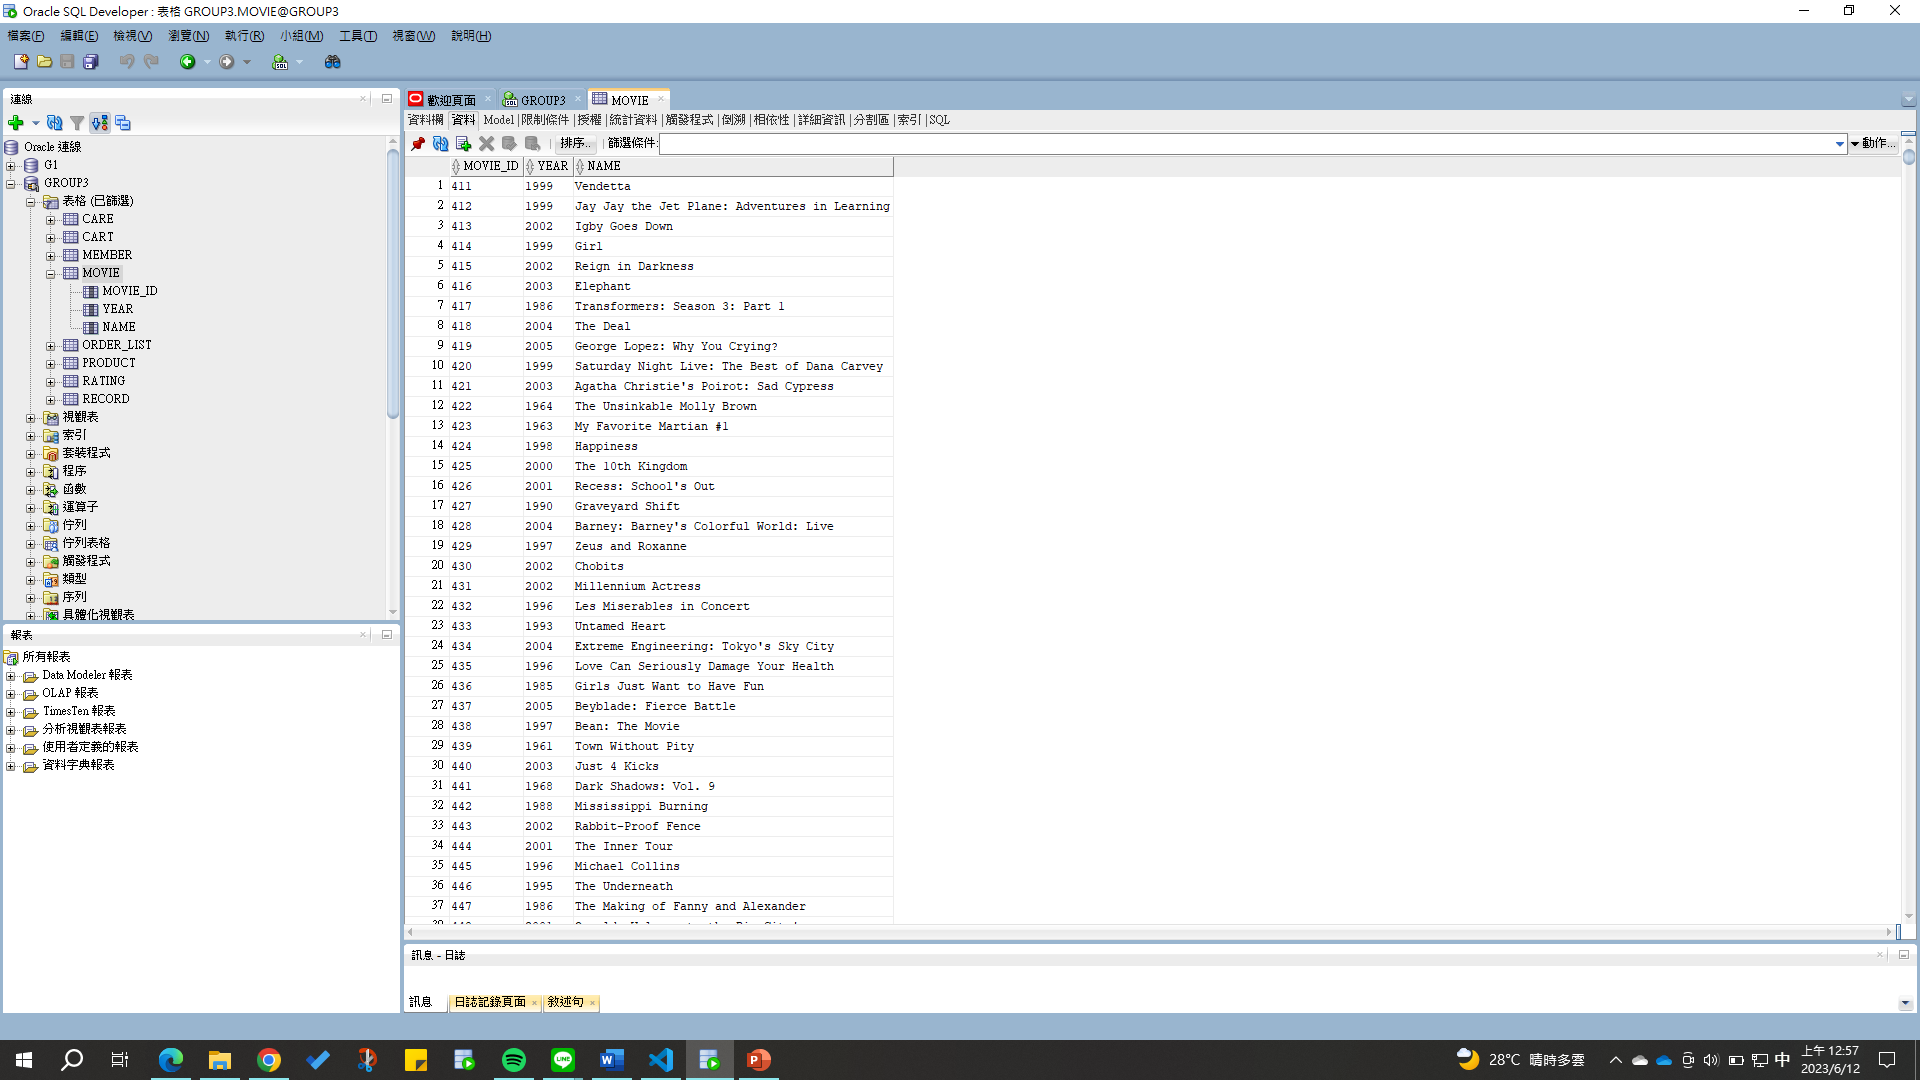 Oracle SQL Developer : 表格 GROUP3.MOVIE@GROUP3
檔案(F) 編輯(E) 檢視(V) 瀏覽(N) 執行(R) 小組(M) 工具(T) 視窗(W) 說明(H)
連線
Oracle 連線
G1
GROUP3
表格 (已篩選)
CARE
CART
MEMBER
MOVIE
MOVIE_ID
YEAR
NAME
ORDER_LIST
PRODUCT
RATING
RECORD
視觀表
索引
套裝程式
程序
函數
運算子
佇列
佇列表格
觸發程式
類型
序列
具體化視觀表
報表
所有報表
Data Modeler 報表
OLAP 報表
TimesTen 報表
分析視觀表報表
使用者定義的報表
資料字典報表
歡迎頁面 GROUP3 MOVIE
資料欄 資料 Model 限制條件 授權 統計資料 觸發程式 倒溯 相依性 詳細資訊 分割區 索引 SQL
排序.. 篩選條件: 動作...
MOVIE_ID YEAR NAME
1 411 1999 Vendetta
2 412 1999 Jay Jay the Jet Plane: Adventures in Learning
3 413 2002 Igby Goes Down
4 414 1999 Girl
5 415 2002 Reign in Darkness
6 416 2003 Elephant
7 417 1986 Transformers: Season 3: Part 1
8 418 2004 The Deal
9 419 2005 George Lopez: Why You Crying?
10 420 1999 Saturday Night Live: The Best of Dana Carvey
11 421 2003 Agatha Christie's Poirot: Sad Cypress
12 422 1964 The Unsinkable Molly Brown
13 423 1963 My Favorite Martian #1
14 424 1998 Happiness
15 425 2000 The 10th Kingdom
16 426 2001 Recess: School's Out
17 427 1990 Graveyard Shift
18 428 2004 Barney: Barney's Colorful World: Live
19 429 1997 Zeus and Roxanne
20 430 2002 Chobits
21 431 2002 Millennium Actress
22 432 1996 Les Miserables in Concert
23 433 1993 Untamed Heart
24 434 2004 Extreme Engineering: Tokyo's Sky City
25 435 1996 Love Can Seriously Damage Your Health
26 436 1985 Girls Just Want to Have Fun
27 437 2005 Beyblade: Fierce Battle
28 438 1997 Bean: The Movie
29 439 1961 Town Without Pity
30 440 2003 Just 4 Kicks
31 441 1968 Dark Shadows: Vol. 9
32 442 1988 Mississippi Burning
33 443 2002 Rabbit-Proof Fence
34 444 2001 The Inner Tour
35 445 1996 Michael Collins
36 446 1995 The Underneath
37 447 1986 The Making of Fanny and Alexander
訊息 - 日誌
訊息 日誌記錄頁面 敘述句
28°C 晴時多雲
中
上午 12:57
2023/6/12